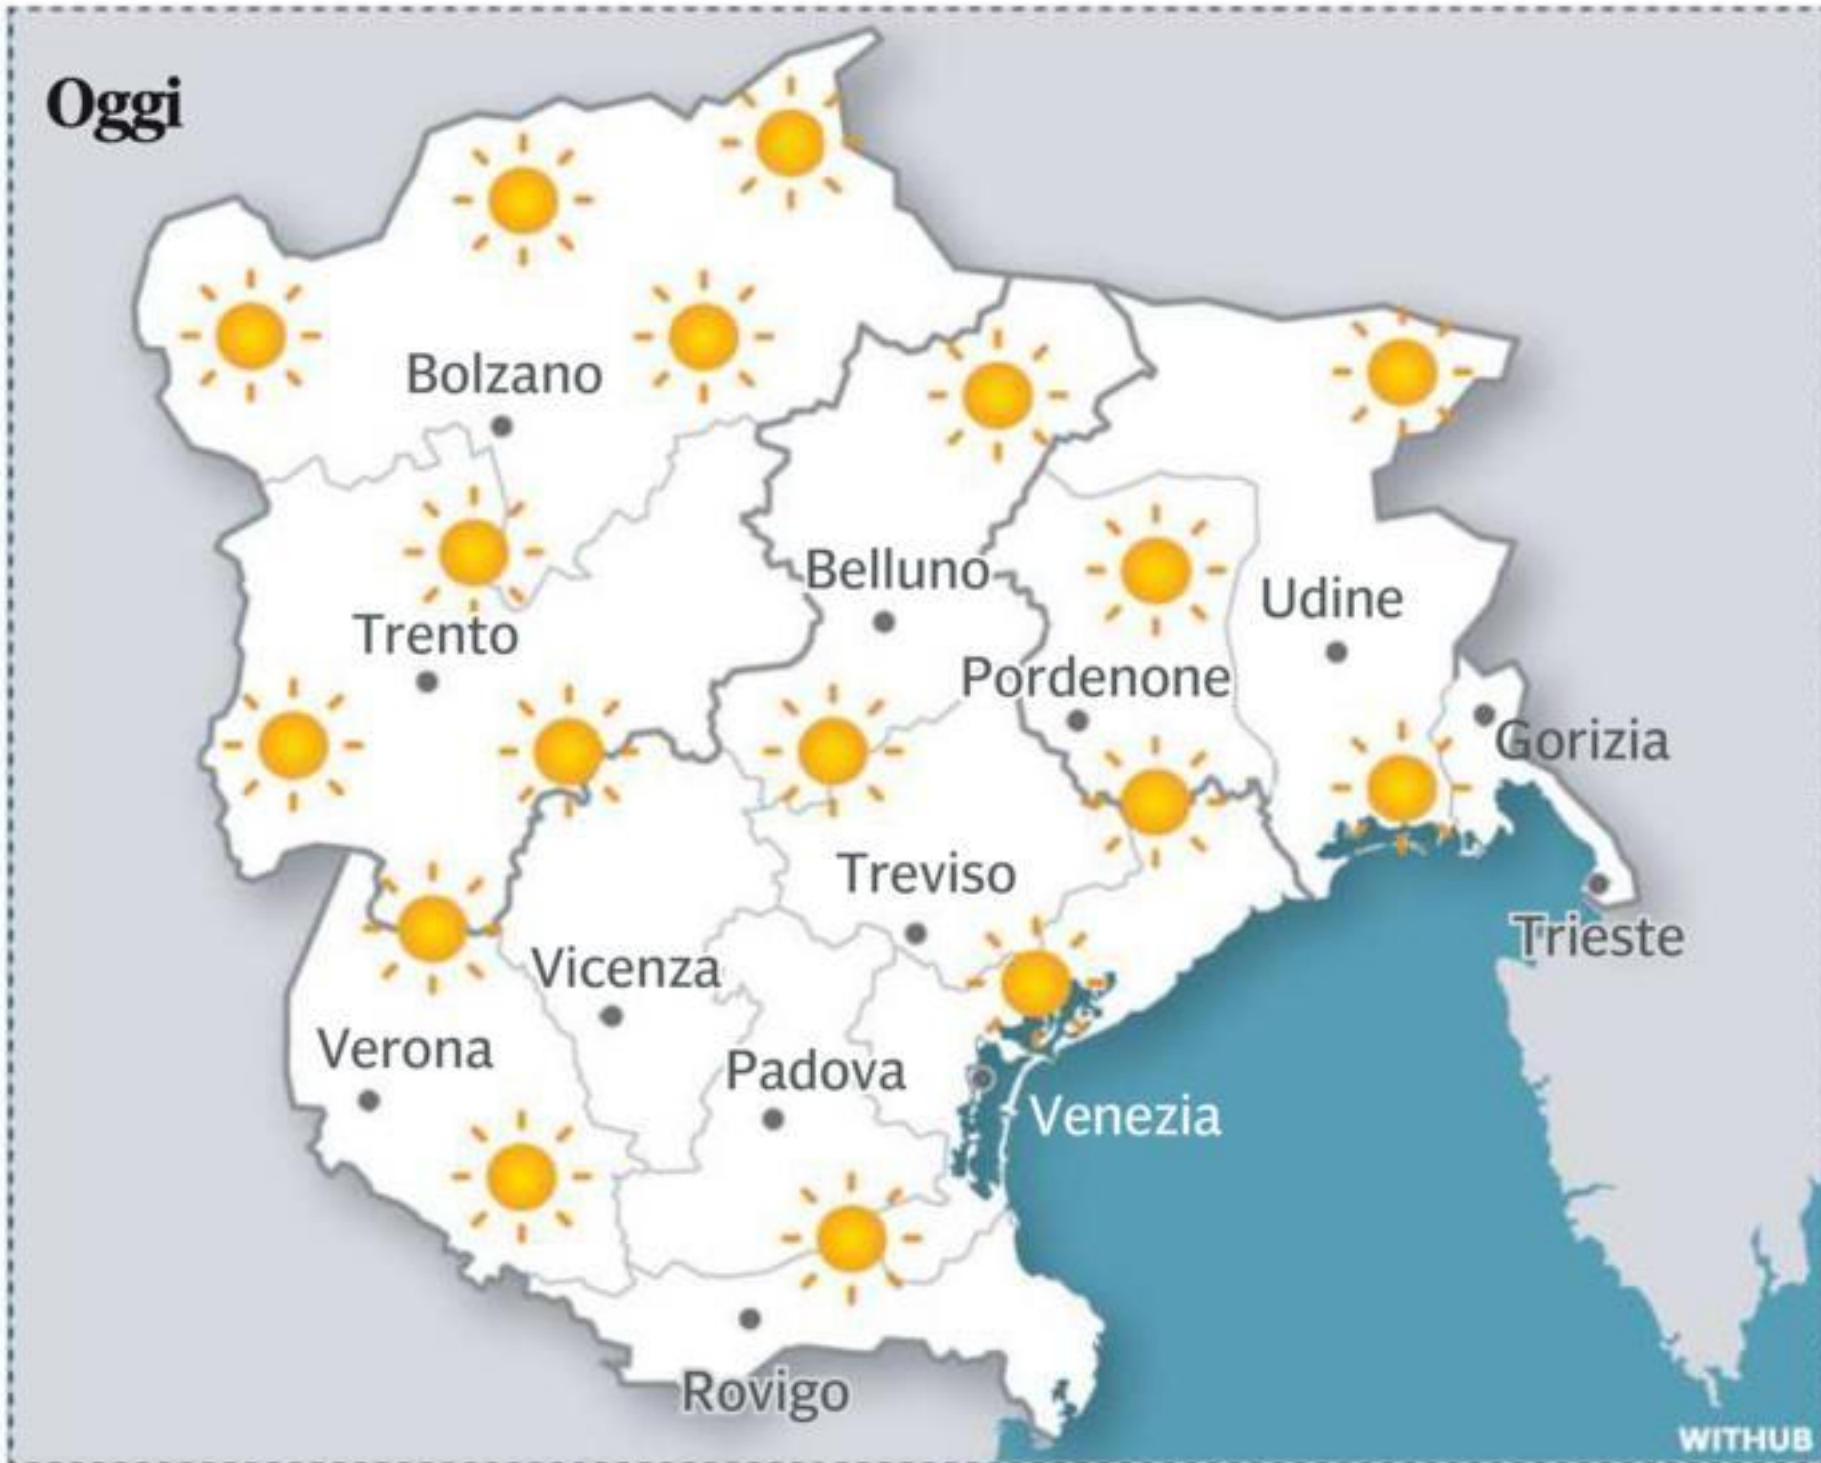 Oggi
Bolzano
Belluno
Udine
Trento
Pordenone
Gorizia
Treviso
Trieste
Vicenza
Verona
Padova
Venezia
Rovigo
WITHUB